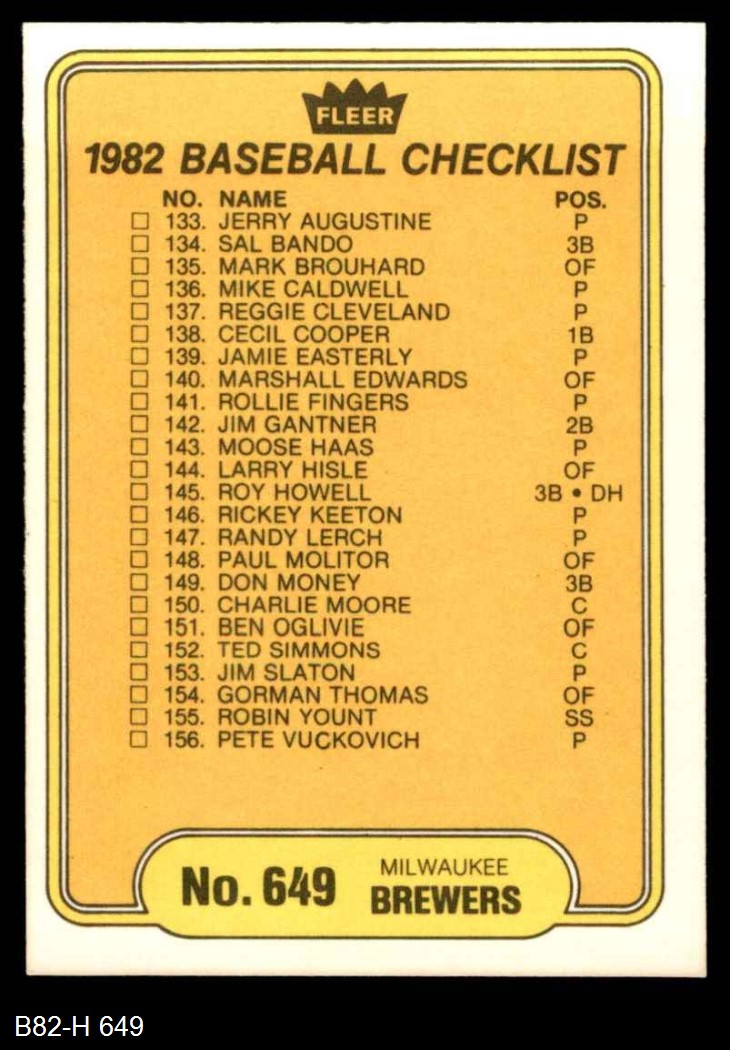 FLEER
1982 BASEBALL CHECKLIST
NO. NAME POS.
133. JERRY AUGUSTINE P
134. SAL BANDO 3B
135. MARK BROUHARD OF
136. MIKE CALDWELL P
137. REGGIE CLEVELAND P
138. CECIL COOPER 1B
139. JAMIE EASTERLY P
140. MARSHALL EDWARDS OF
141. ROLLIE FINGERS P
142. JIM GANTNER 2B
143. MOOSE HAAS P
144. LARRY HISLE OF
145. ROY HOWELL 3B • DH
146. RICKEY KEETON P
147. RANDY LERCH P
148. PAUL MOLITOR OF
149. DON MONEY 3B
150. CHARLIE MOORE C
151. BEN OGLIVIE OF
152. TED SIMMONS C
153. JIM SLATON P
154. GORMAN THOMAS OF
155. ROBIN YOUNT SS
156. PETE VUCKOVICH P
No. 649
MILWAUKEE
BREWERS
B82-H 649